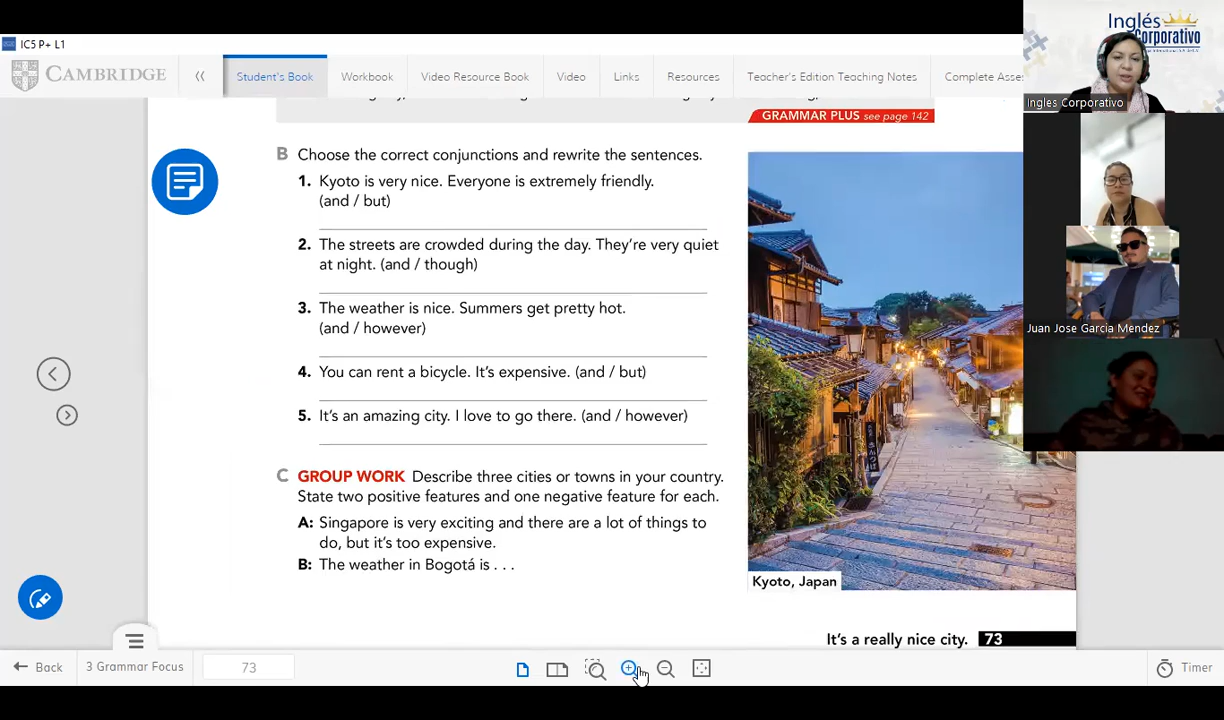 IC5 P+ L1
CAMBRIDGE
Student's Book
Workbook
Video Resource Book
Video
Links
Resources
Teacher's Edition Teaching Notes
Complete Asses
GRAMMAR PLUS see page 142
B Choose the correct conjunctions and rewrite the sentences.
1. Kyoto is very nice. Everyone is extremely friendly.
(and / but)
2. The streets are crowded during the day. They're very quiet
at night. (and / though)
3. The weather is nice. Summers get pretty hot.
(and / however)
4. You can rent a bicycle. It's expensive. (and / but)
5. It's an amazing city. I love to go there. (and / however)
C GROUP WORK Describe three cities or towns in your country.
State two positive features and one negative feature for each.
A: Singapore is very exciting and there are a lot of things to
do, but it's too expensive.
B: The weather in Bogotá is . . .
Kyoto, Japan
It's a really nice city. 73
Back
3 Grammar Focus
73
Timer
Inglés
Corporativo
Ingles Corporativo
Juan Jose Garcia Mendez